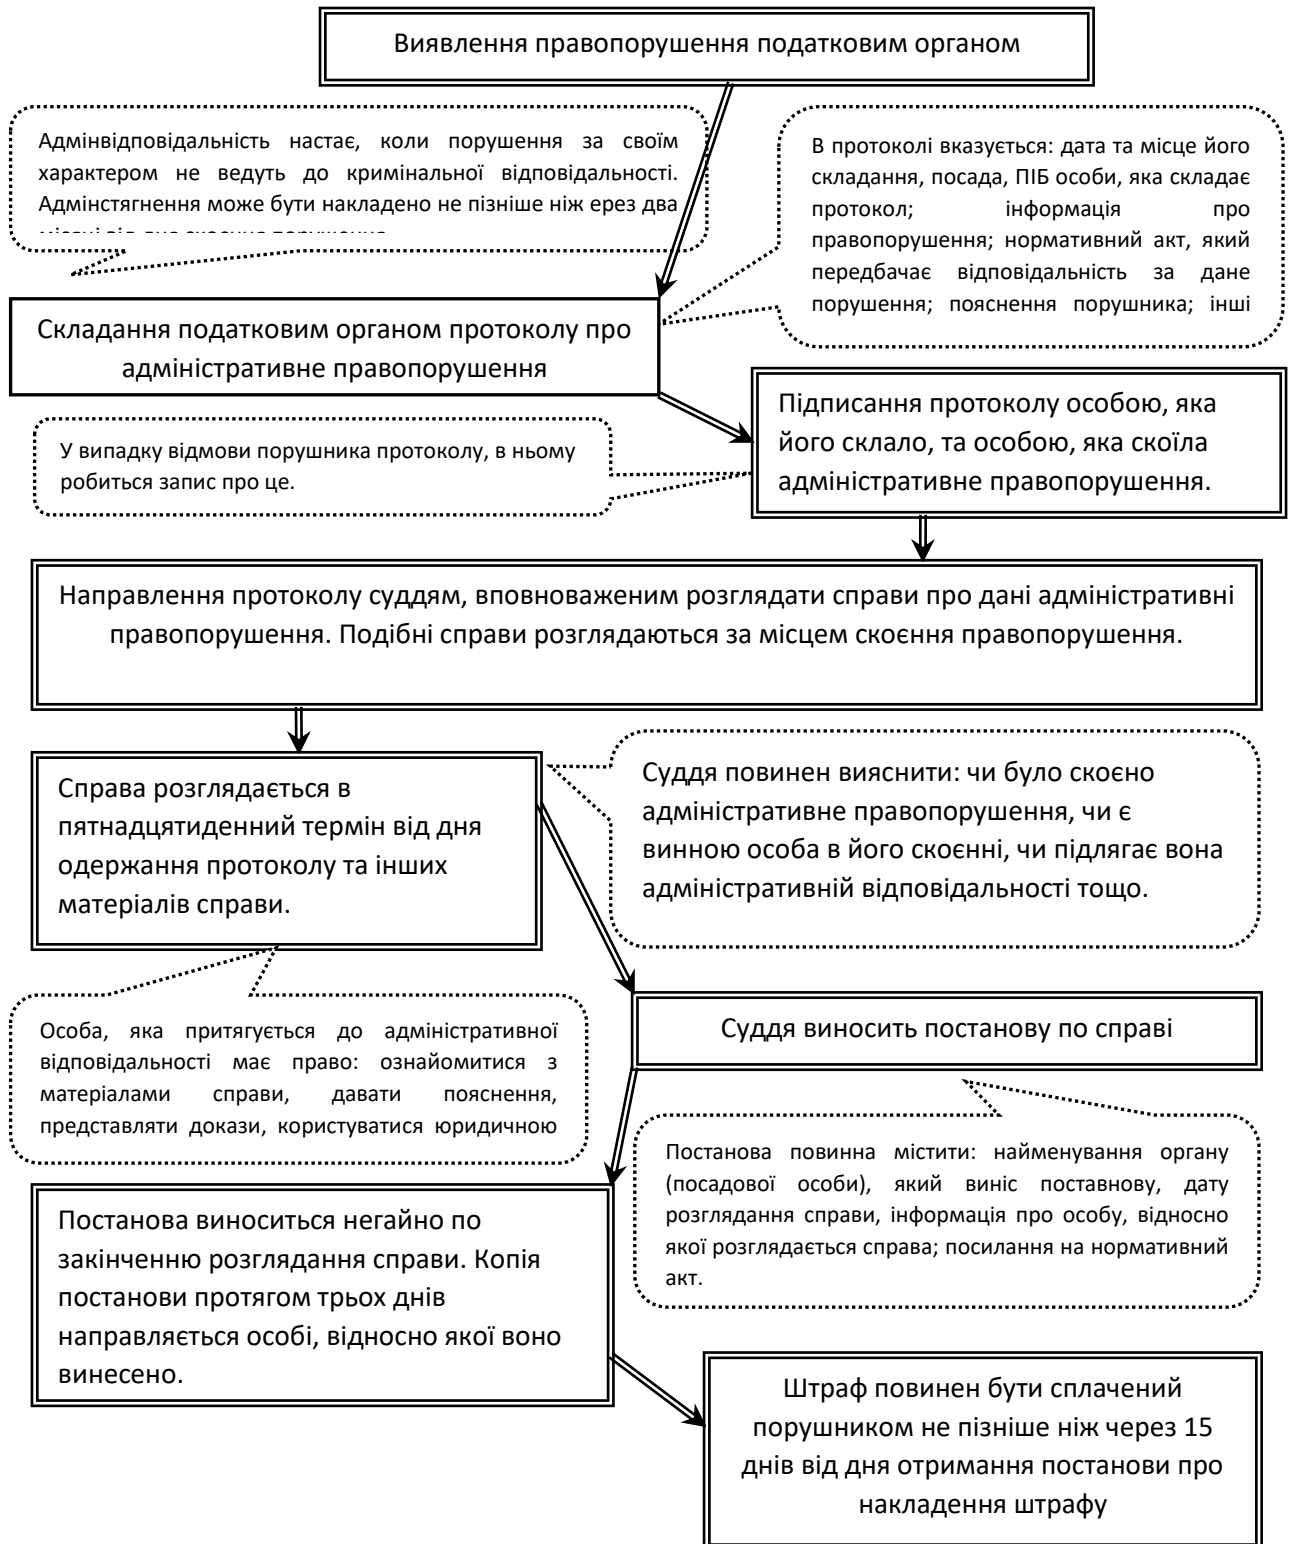 Виявлення правопорушення податковим органом
Адмінвідповідальність настає, коли порушення за своїм
характером не ведуть до кримінальної відповідальності.
Адмінстягнення може бути накладено не пізніше ніж ерез два
В протоколі вказується: дата та місце його
складання, посада, ПІБ особи, яка складає
протокол; інформація про
правопорушення; нормативний акт, який
передбачає відповідальність за дане
порушення; пояснення порушника; інші
Складання податковим органом протоколу про
адміністративне правопорушення
Підписання протоколу особою, яка
його склало, та особою, яка скоїла
адміністративне правопорушення.
У випадку відмови порушника протоколу, в ньому
робиться запис про це.
Направлення протоколу суддям, вповноваженим розглядати справи про дані адміністративні
правопорушення. Подібні справи розглядаються за місцем скоєння правопорушення.
Справа розглядається в
пятнадцятиденний термін від дня
одержання протоколу та інших
матеріалів справи.
Суддя повинен вияснити: чи було скоєно
адміністративне правопорушення, чи є
винною особа в його скоєнні, чи підлягає вона
адміністративній відповідальності тощо.
Особа, яка притягується до адміністративної
відповідальності має право: ознайомитися з
матеріалами справи, давати пояснення,
представляти докази, користуватися юридичною
Суддя виносить постанову по справі
Постанова повинна містити: найменування органу
(посадової особи), який виніс поставнову, дату
розглядання справи, інформація про особу, відносно
якої розглядається справа; посилання на нормативний
акт.
Постанова виноситься негайно по
закінченню розглядання справи. Копія
постанови протягом трьох днів
направляється особі, відносно якої воно
винесено.
Штраф повинен бути сплачений
порушником не пізніше ніж через 15
днів від дня отримання постанови про
накладення штрафу